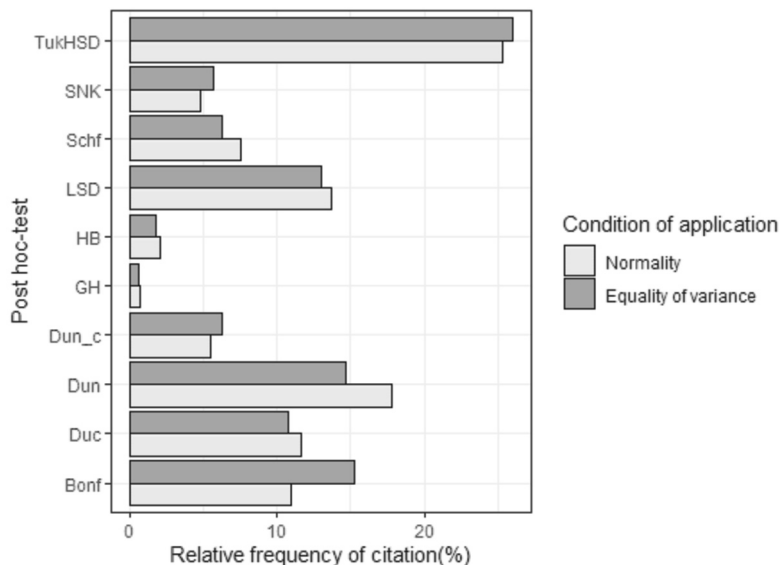 TukHSD
SNK
Schf
LSD
HB
GH
Dun_c
Dun
Duc
Bonf
Post hoc-test
0 10 20
Relative frequency of citation(%)
Condition of application
Normality
Equality of variance